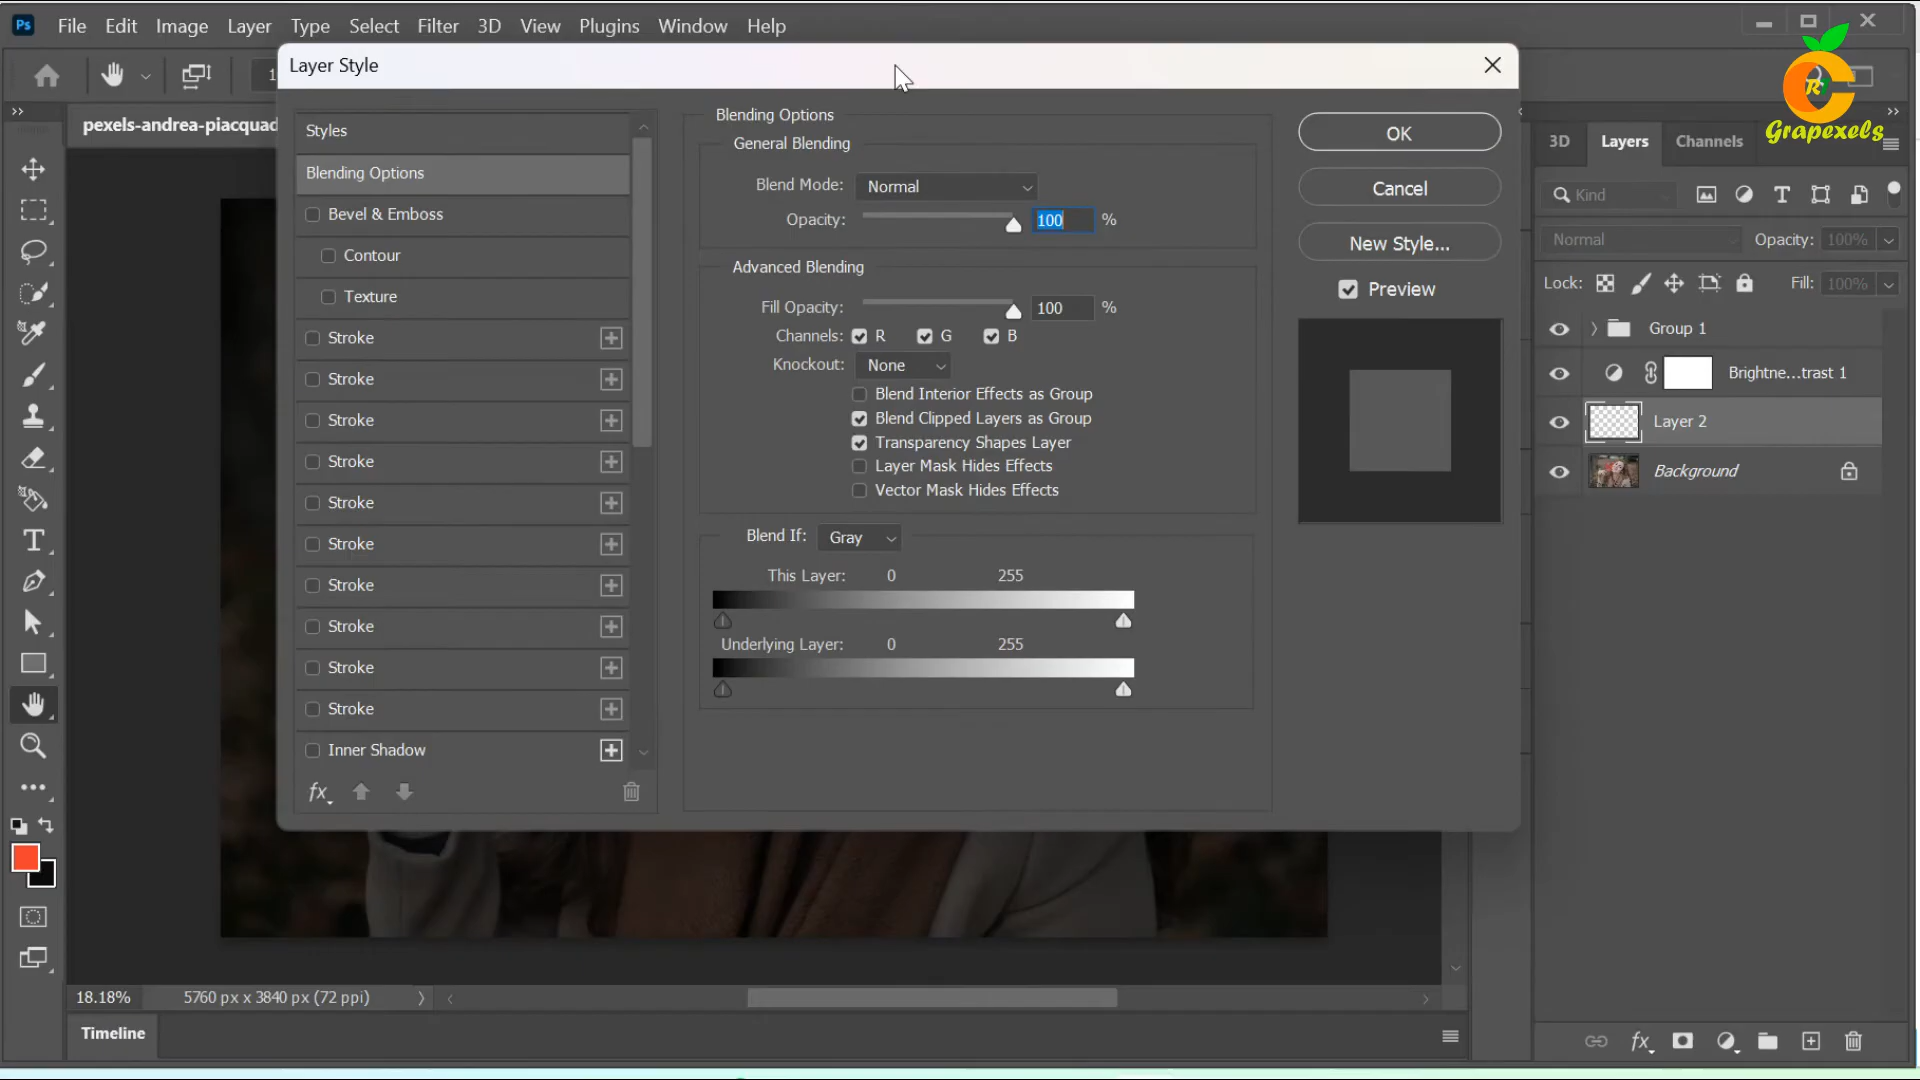 Ps File Edit Image Layer Type Select Filter 3D View Plugins Window Help
Layer Style
Grapexels
pexels-andrea-piacquad
3D Layers Channels
Styles
Blending Options
Bevel & Emboss
Contour
Texture
Stroke
Stroke
Stroke
Stroke
Stroke
Stroke
Stroke
Stroke
Stroke
Stroke
Inner Shadow
fx
Blending Options
General Blending
Blend Mode: Normal
Opacity: 100 %
Advanced Blending
Fill Opacity: 100 %
Channels: R G B
Knockout: None
Blend Interior Effects as Group
Blend Clipped Layers as Group
Transparency Shapes Layer
Layer Mask Hides Effects
Vector Mask Hides Effects
Blend If: Gray
This Layer: 0 255
Underlying Layer: 0 255
OK
Cancel
New Style...
Preview
Kind
Normal Opacity: 100%
Lock: Fill: 100%
Group 1
Brightne...trast 1
Layer 2
Background
18.18% 5760 px x 3840 px (72 ppi)
Timeline
fx